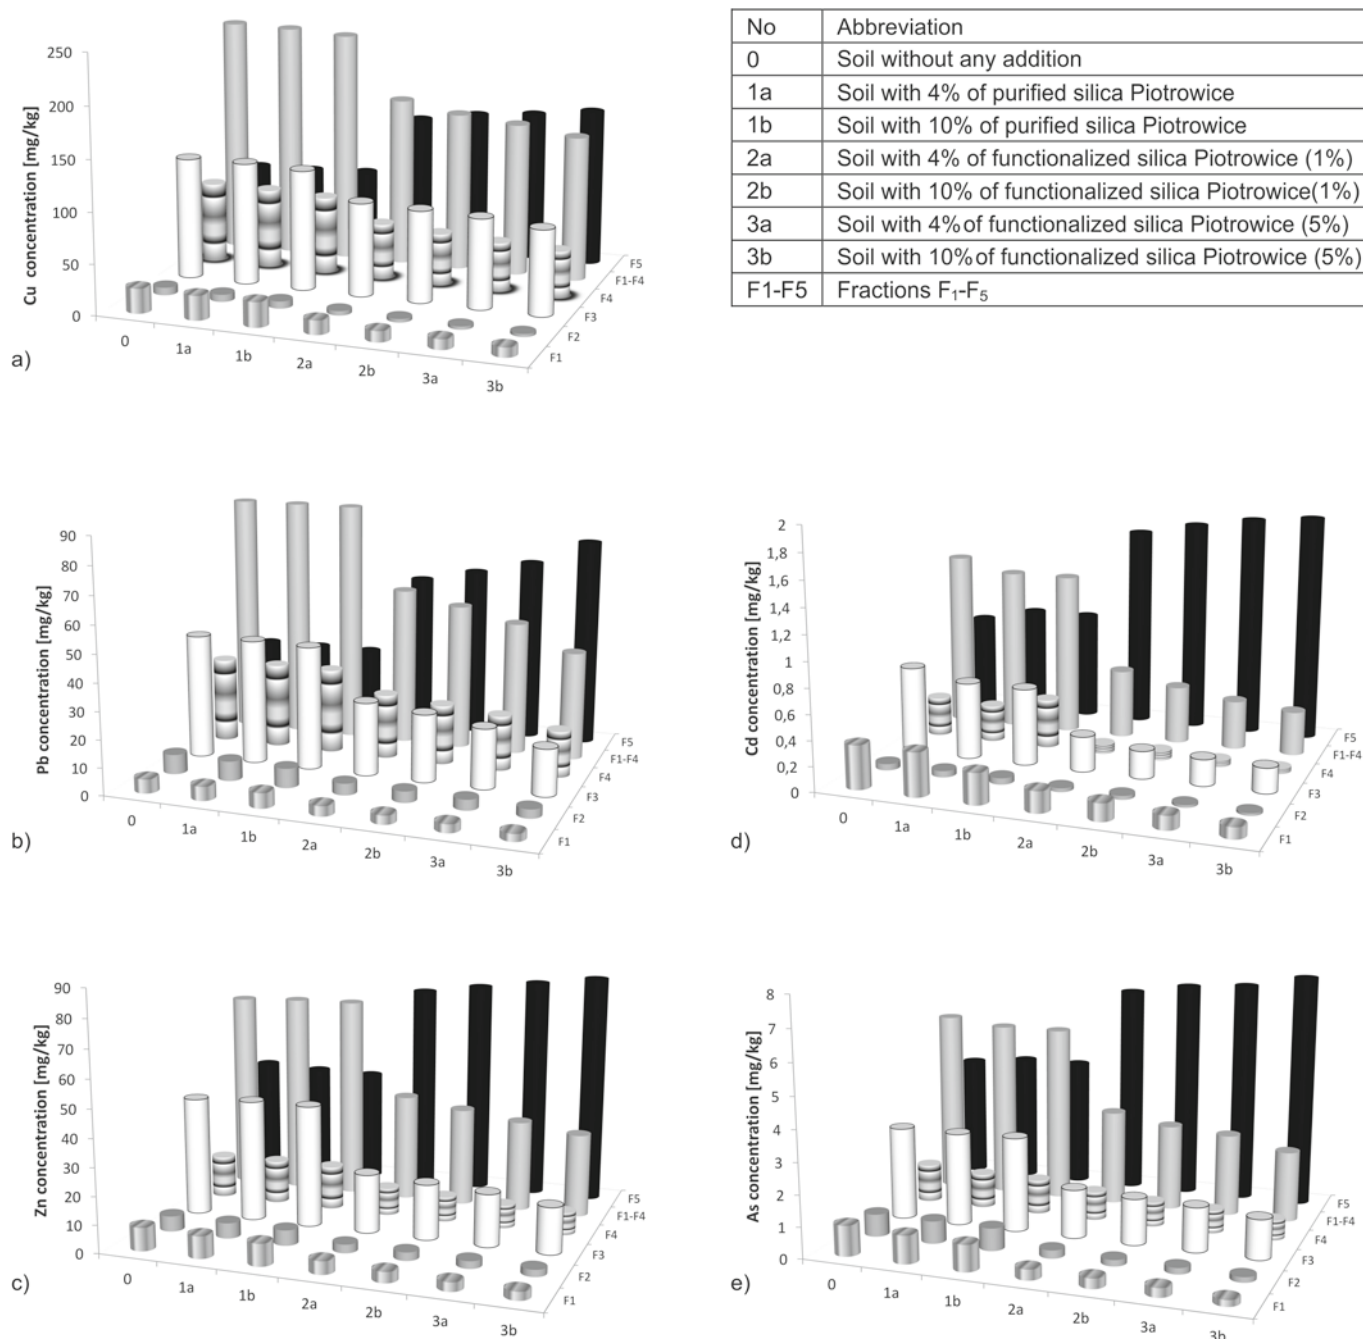 250
200
150
100
50
0
Cu concentration [mg/kg]
0
1a
1b
2a
2b
3a
3b
F1
F2
F3
F4
F1-F4
F5
a)
No Abbreviation
0 Soil without any addition
1a Soil with 4% of purified silica Piotrowice
1b Soil with 10% of purified silica Piotrowice
2a Soil with 4% of functionalized silica Piotrowice (1%)
2b Soil with 10% of functionalized silica Piotrowice(1%)
3a Soil with 4% of functionalized silica Piotrowice (5%)
3b Soil with 10% of functionalized silica Piotrowice (5%)
F1-F5 Fractions F₁-F₅
90
80
70
60
50
40
30
20
10
0
Pb concentration [mg/kg]
0
1a
1b
2a
2b
3a
3b
F1
F2
F3
F4
F1-F4
F5
b)
2
1,8
1,6
1,4
1,2
1
0,8
0,6
0,4
0,2
0
Cd concentration [mg/kg]
0
1a
1b
2a
2b
3a
3b
F1
F2
F3
F4
F1-F4
F5
d)
90
80
70
60
50
40
30
20
10
0
Zn concentration [mg/kg]
0
1a
1b
2a
2b
3a
3b
F1
F2
F3
F4
F1-F4
F5
c)
8
7
6
5
4
3
2
1
0
As concentration [mg/kg]
0
1a
1b
2a
2b
3a
3b
F1
F2
F3
F4
F1-F4
F5
e)